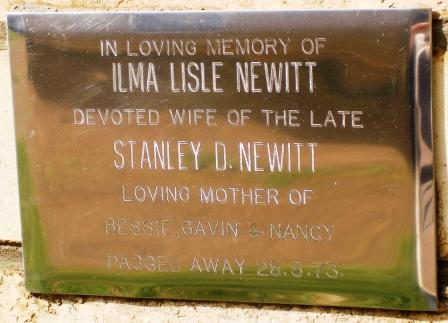 IN LOVING MEMORY OF
ILMA LISLE NEWITT
DEVOTED WIFE OF THE LATE
STANLEY D. NEWITT
LOVING MOTHER OF
BESSIE, GAVIN & NANCY
PASSED AWAY 28.5.73.